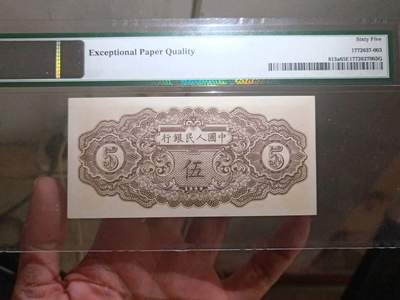 Exceptional Paper Quality
Sixty Five
1772637-003
行銀民人國中
5 伍 5